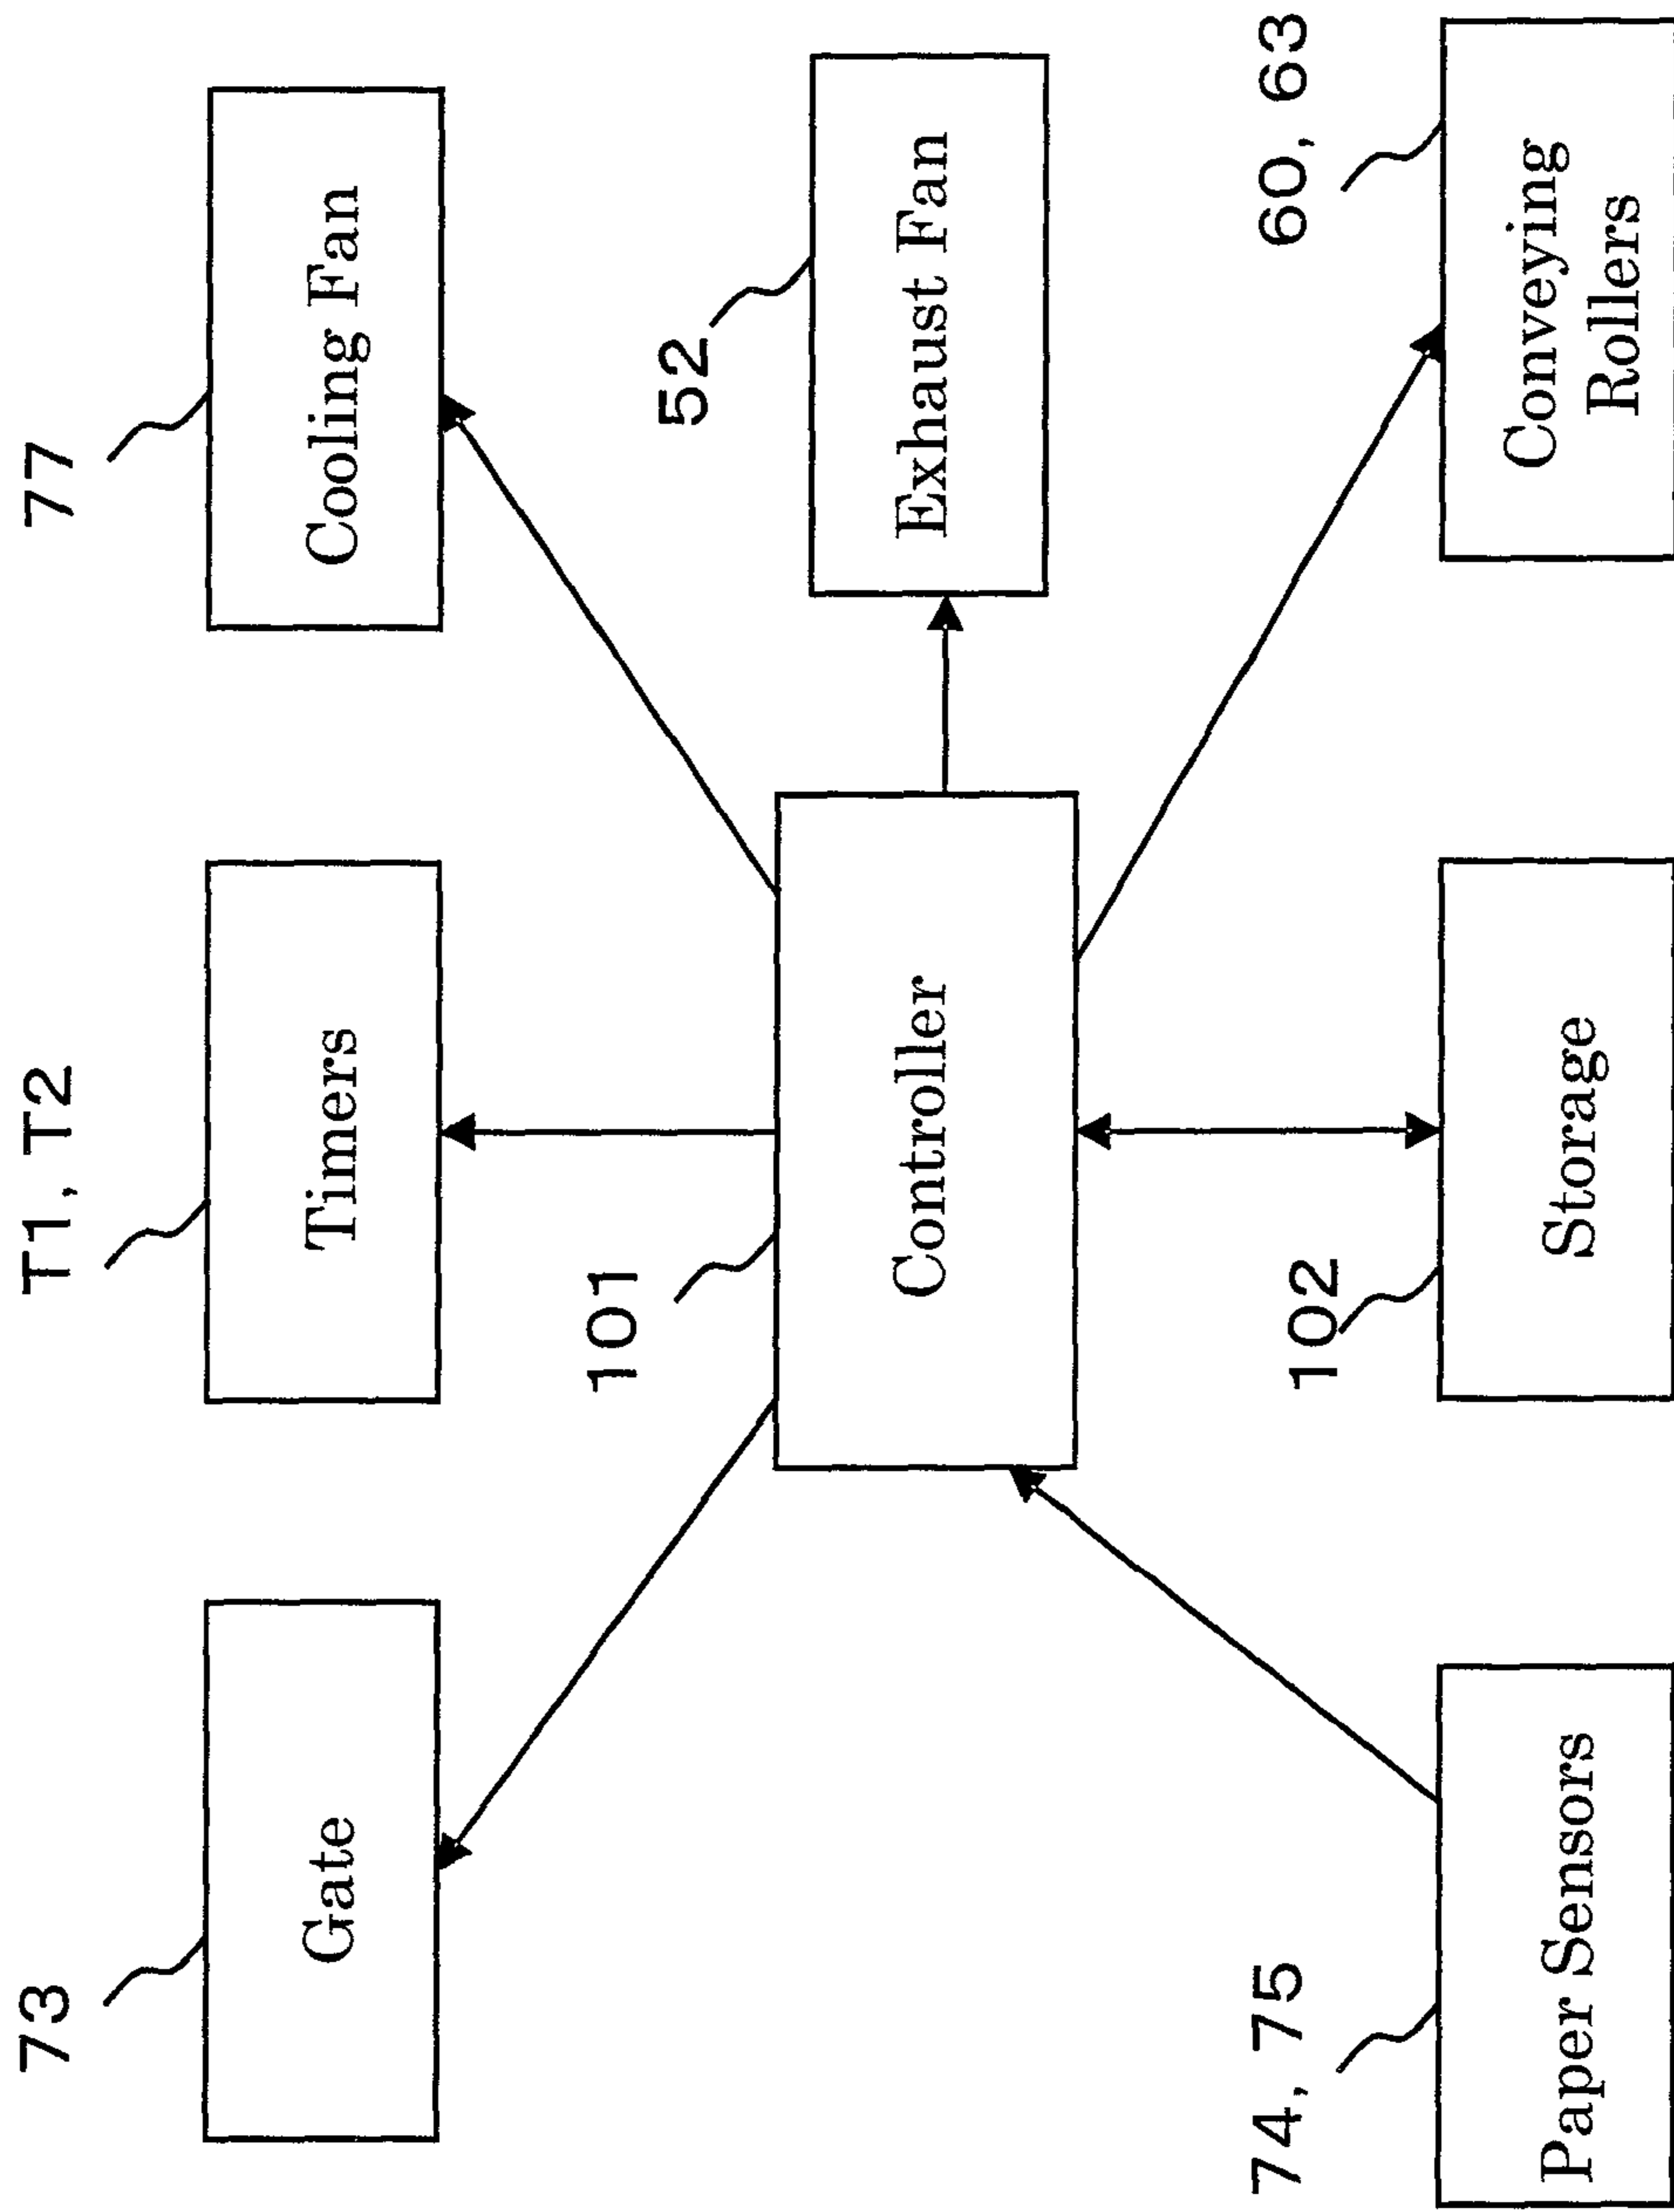 73
T1, T2
77
Gate
Timers
Cooling Fan
101
52
Controller
Exhaust Fan
74, 75
102
60, 63
Paper Sensors
Storage
Conveying
Rollers